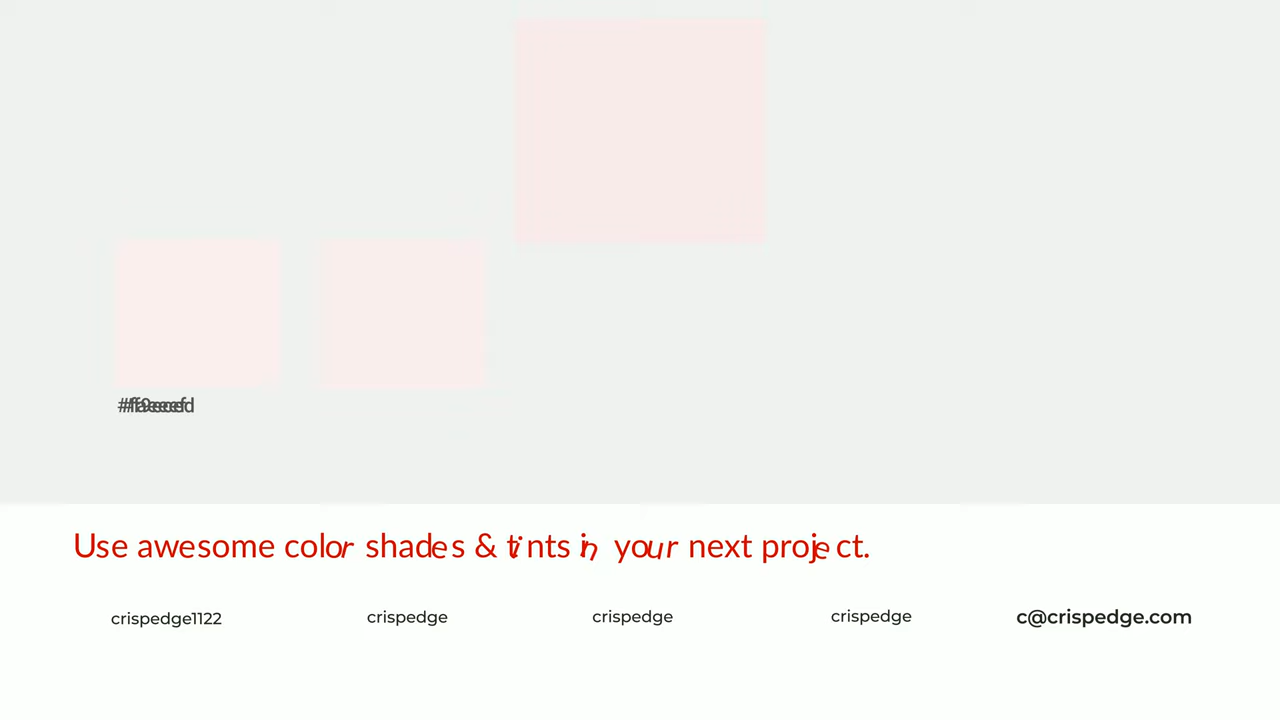 Use awesome color shades & tints in your next project.
crispedge1122 crispedge crispedge crispedge c@crispedge.com